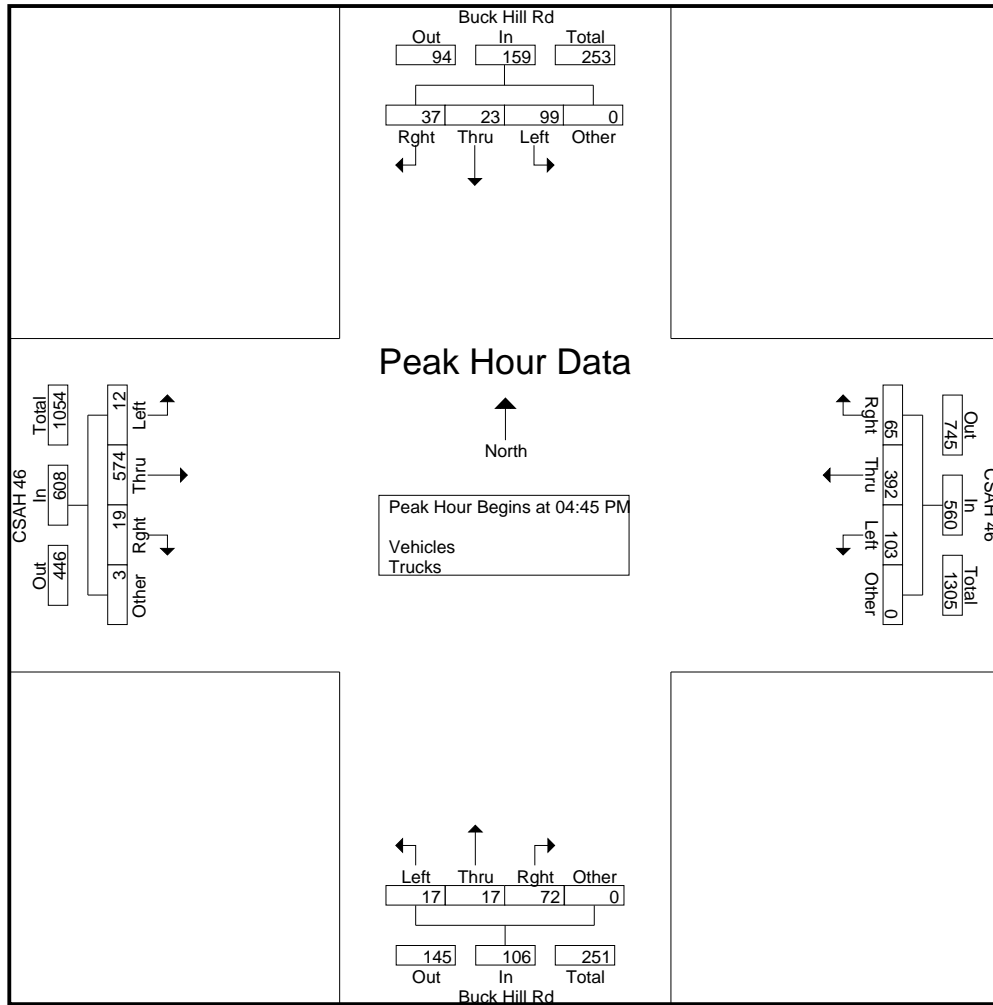 Buck Hill Rd
Out In Total
94 159 253
37 23 99 0
Rght Thru Left Other
Peak Hour Data
North
Peak Hour Begins at 04:45 PM
Vehicles
Trucks
CSAH 46
Total In Out
1054 608 446
12 574 19 3
Left Thru Rght Other
CSAH 46
Out In Total
745 560 1305
65 392 103 0
Rght Thru Left Other
Left Thru Rght Other
17 17 72 0
145 106 251
Out In Total
Buck Hill Rd